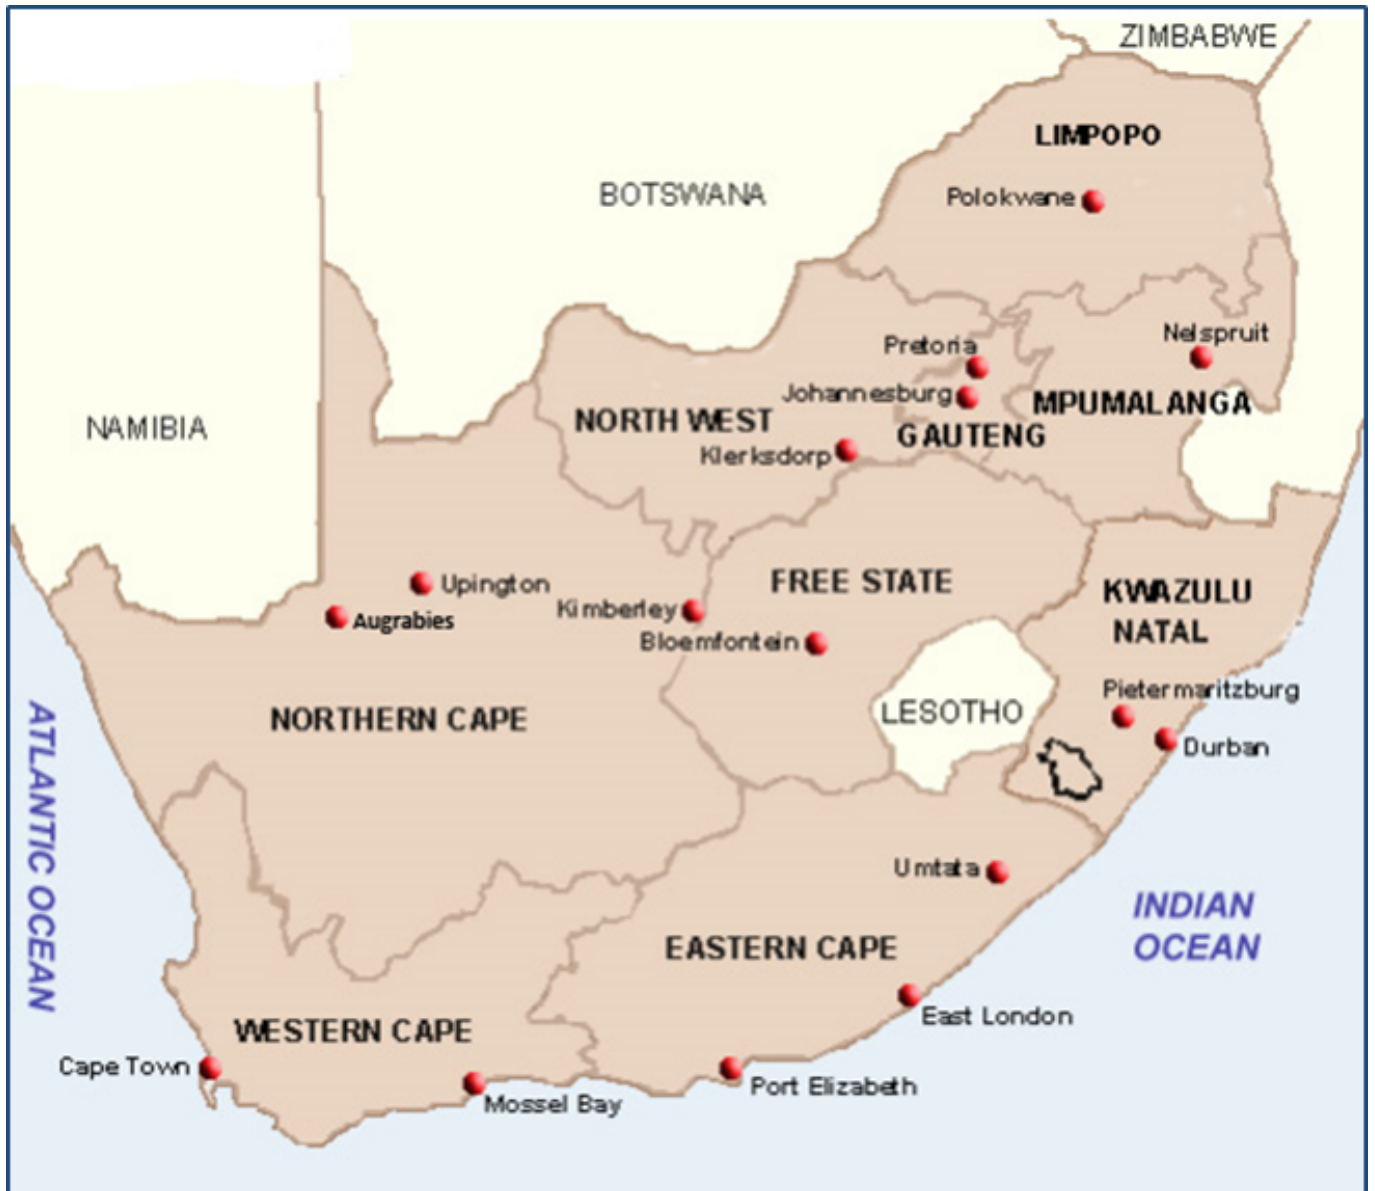 ZIMBABWE
LIMPOPO
BOTSWANA
Polokwane
Nelspruit
Pretoria
Johannesburg
MPUMALANGA
NORTH WEST
NAMIBIA
GAUTENG
Klerksdorp
FREE STATE
Upington
KWAZULU
NATAL
Kimberley
Augrabies
Bloemfontein
Pietermaritzburg
LESOTHO
NORTHERN CAPE
Durban
ATLANTIC OCEAN
Umtata
INDIAN
OCEAN
EASTERN CAPE
East London
WESTERN CAPE
Cape Town
Port Elizabeth
Mossel Bay